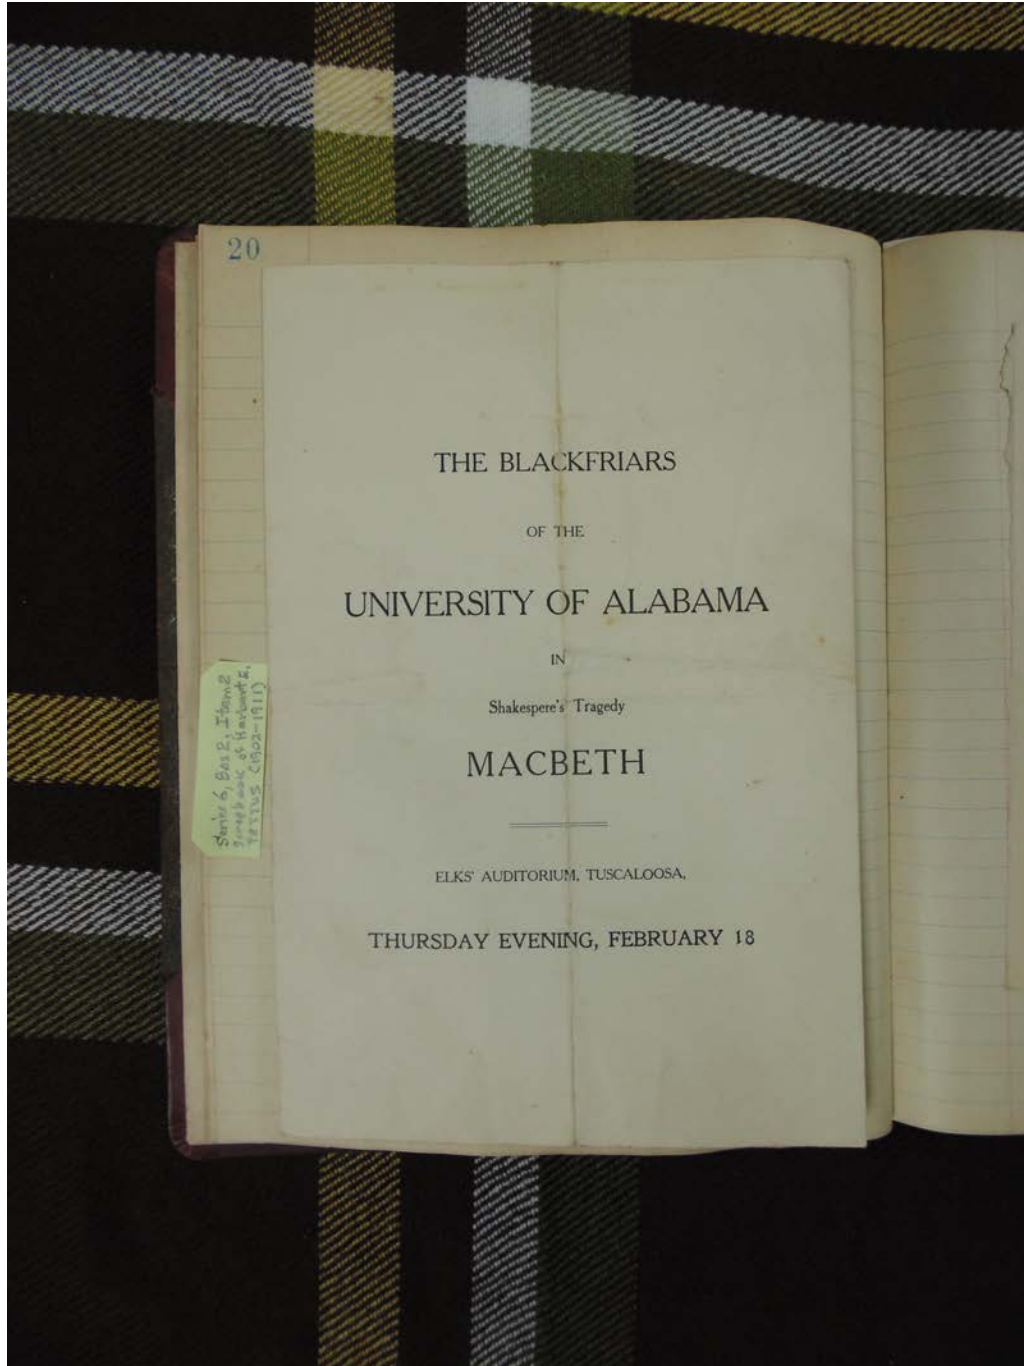 20
THE BLACKFRIARS
OF THE
UNIVERSITY OF ALABAMA
IN
Shakespere's Tragedy
MACBETH
ELKS' AUDITORIUM, TUSCALOOSA,
THURSDAY EVENING, FEBRUARY 18
Series 6, Box 2, Item 2
Scrapbook of Herbert E.
(1902-1911)